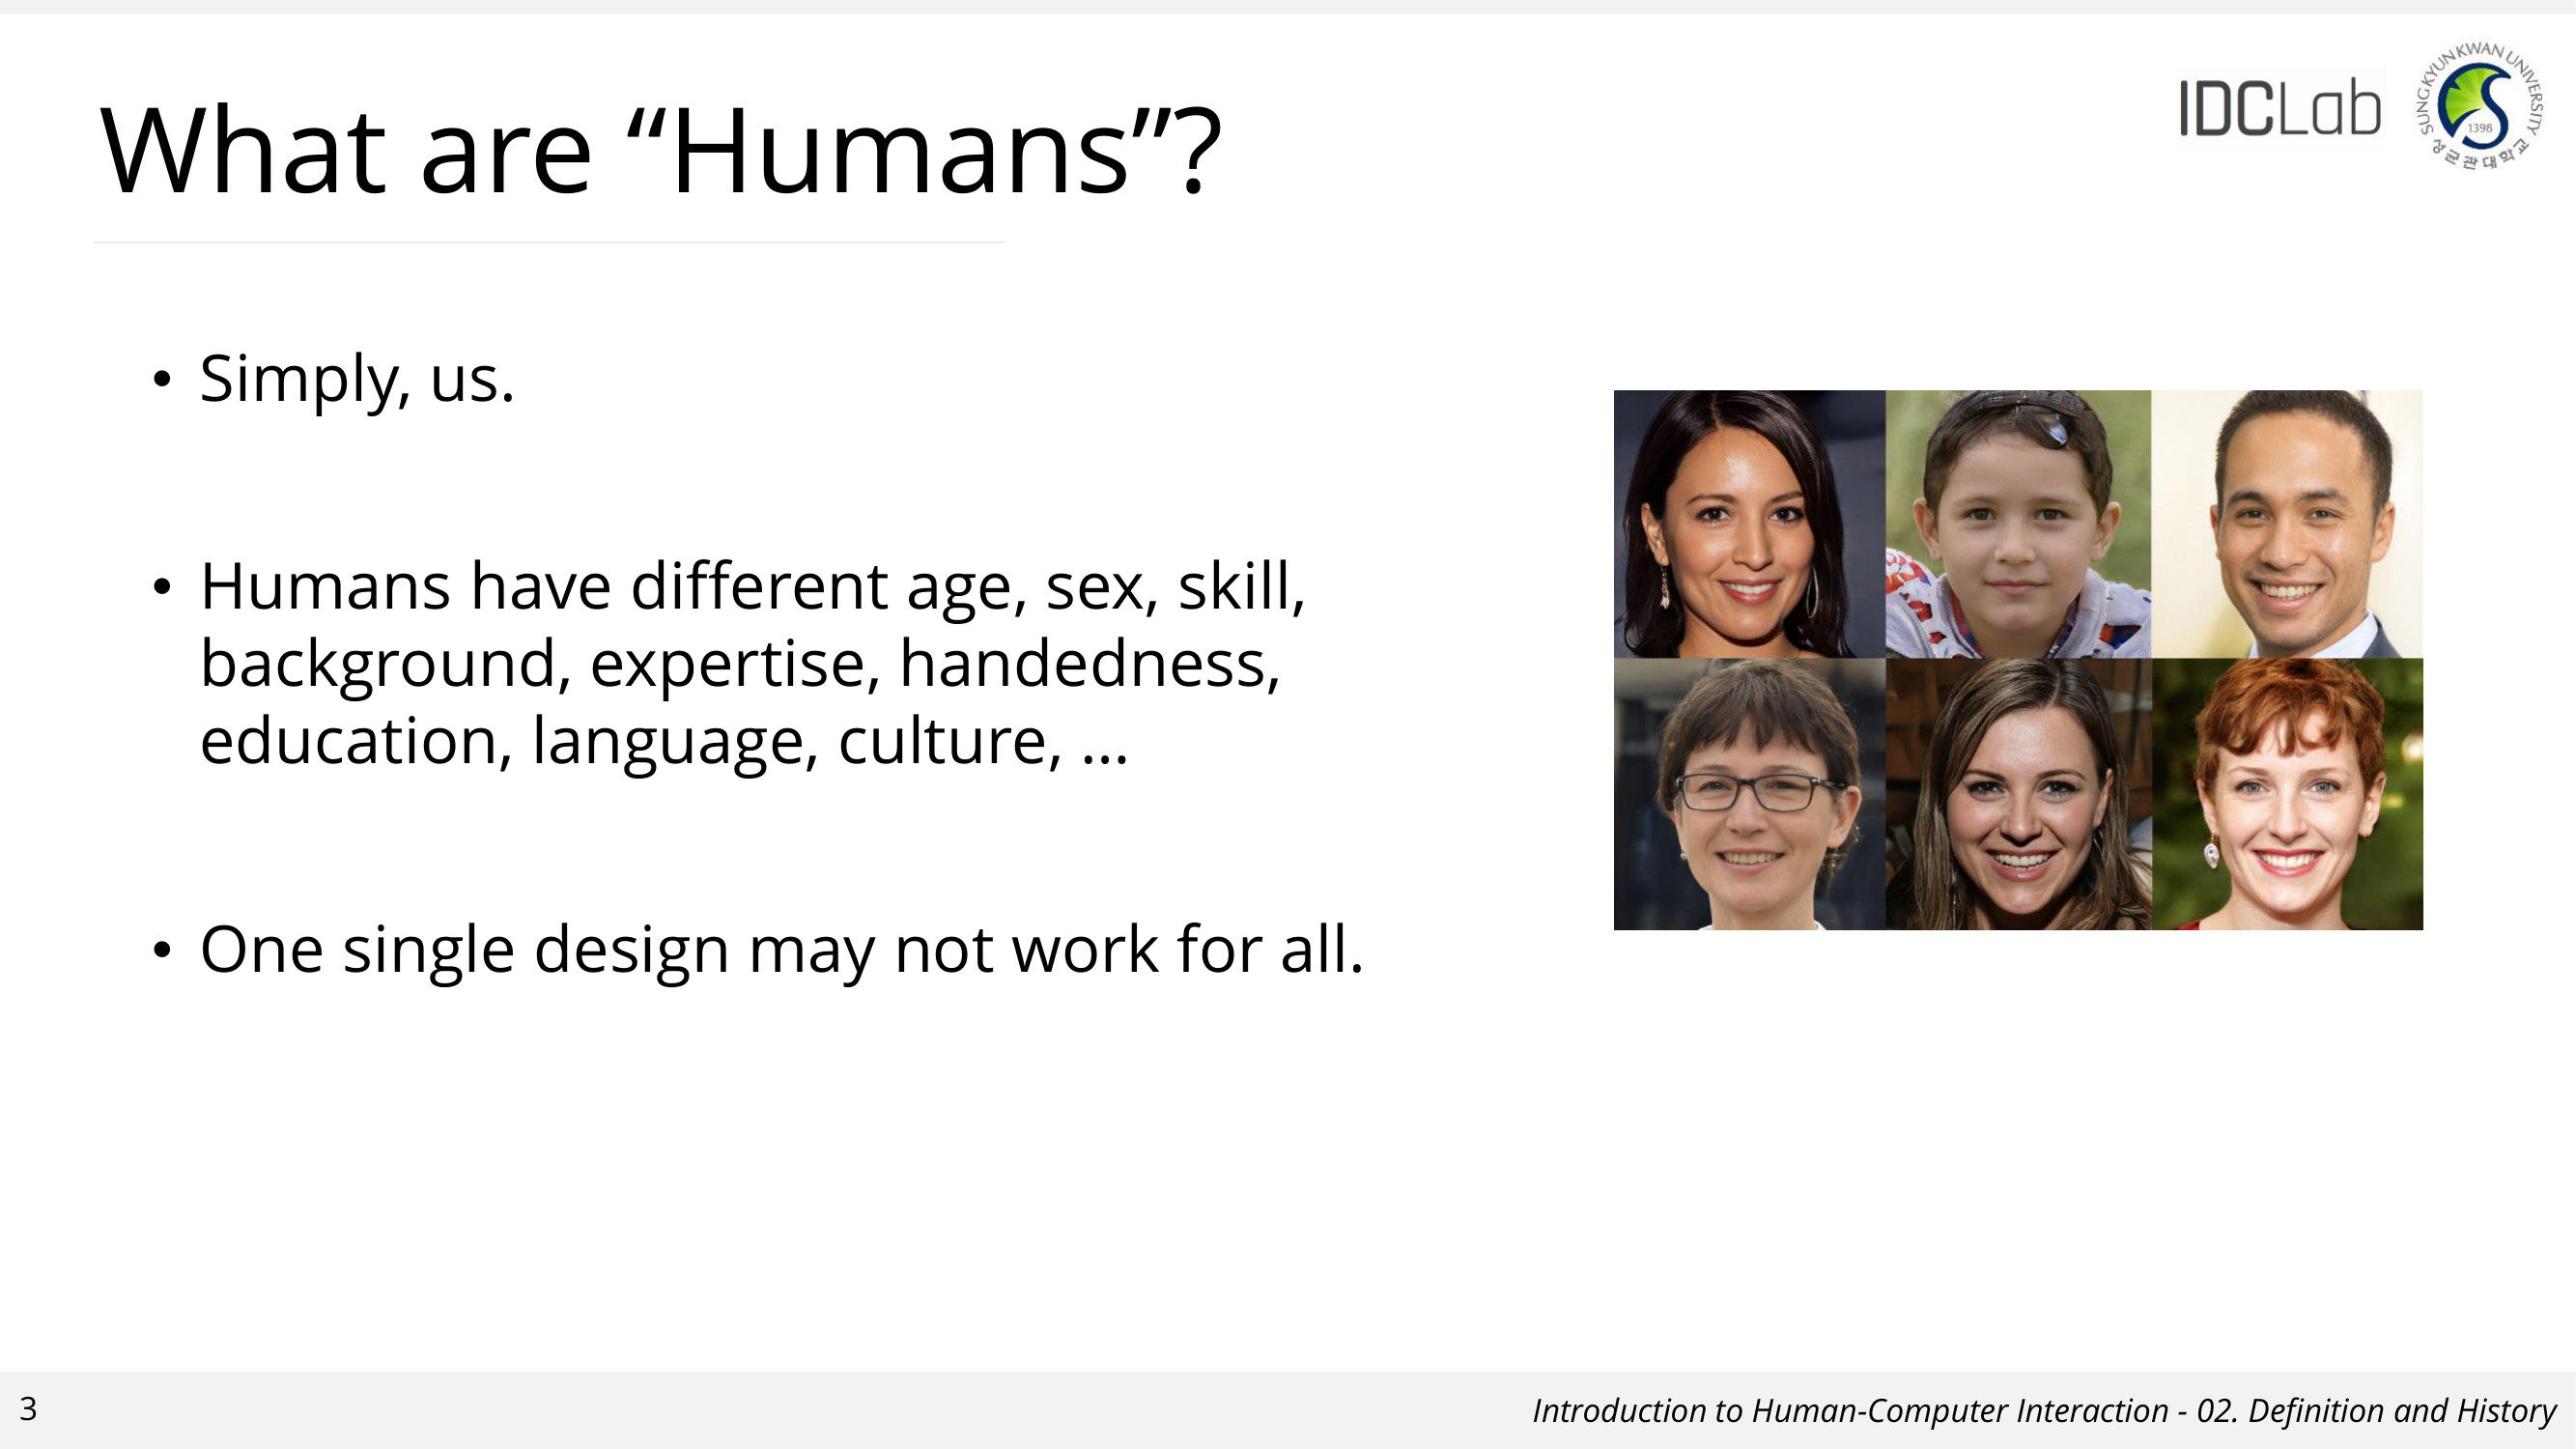 What are “Humans”?
IDCLab
SUNGKYUNKWAN UNIVERSITY
1398
성균관대학교
• Simply, us.
• Humans have different age, sex, skill,
background, expertise, handedness,
education, language, culture, …
• One single design may not work for all.
3
Introduction to Human-Computer Interaction - 02. Definition and History